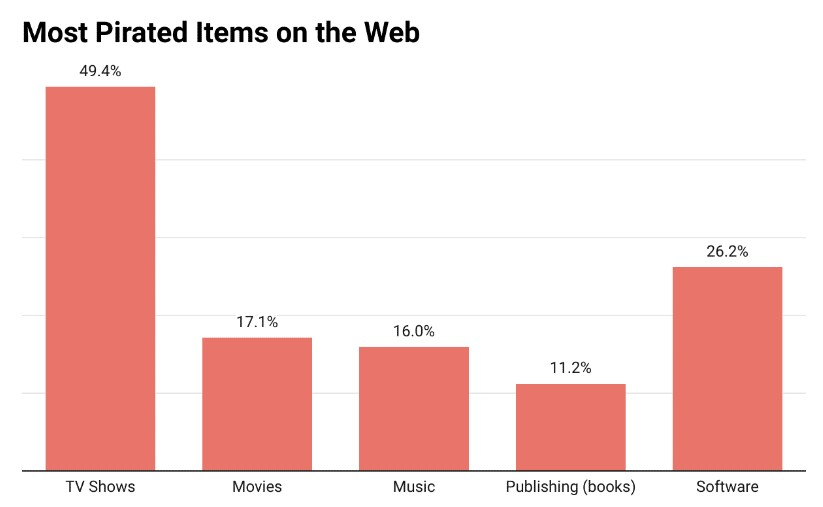 Most Pirated Items on the Web
49.4%
17.1%
16.0%
11.2%
26.2%
TV Shows
Movies
Music
Publishing (books)
Software